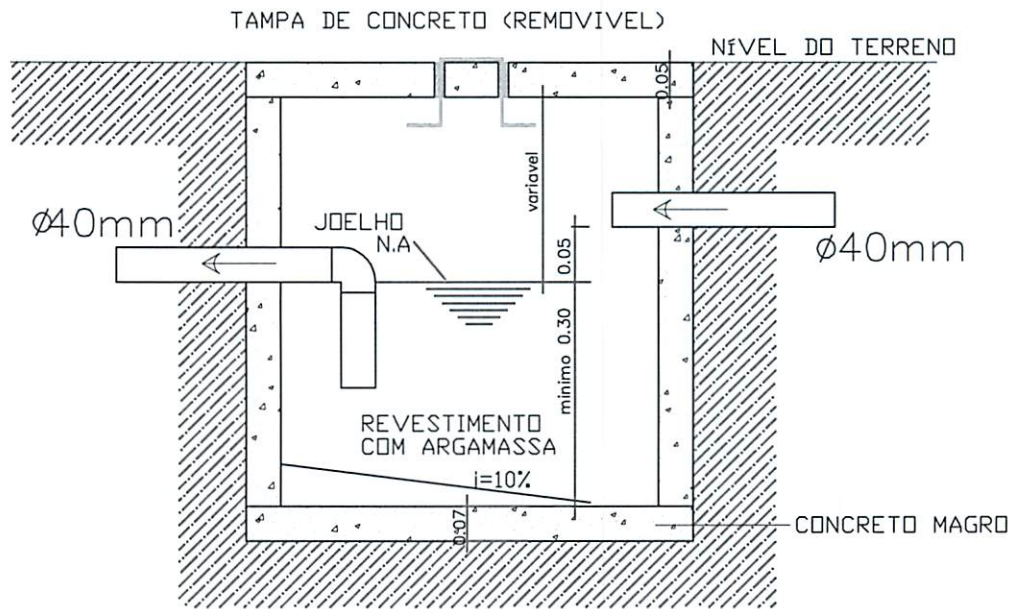 TAMPA DE CONCRETO (REMOVIVEL)
NíVEL DO TERRENO
0.05
variavel
Ø40mm
JOELHO
N.A
0.05
Ø40mm
minimo 0.30
REVESTIMENTO
COM ARGAMASSA
i=10%
0.07
CONCRETO MAGRO